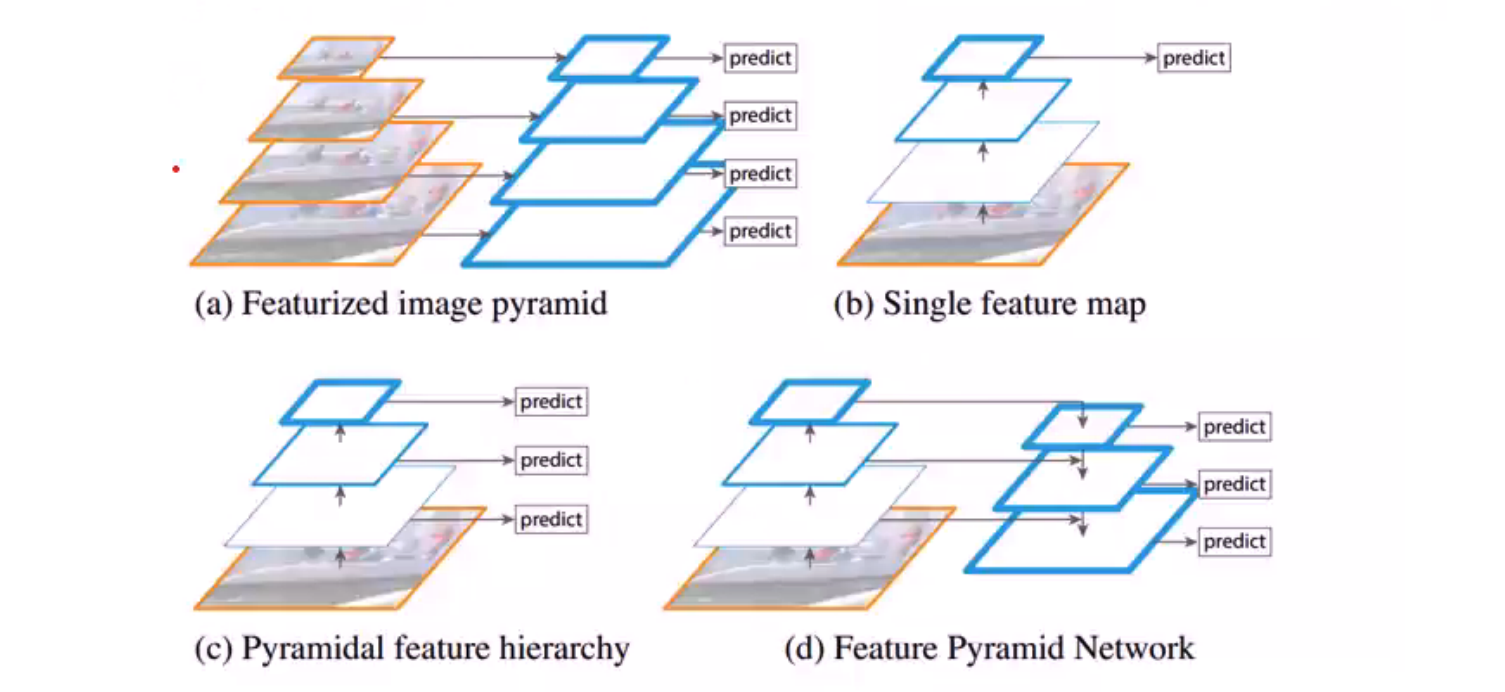 predict
predict
predict
predict
predict
(a) Featurized image pyramid
(b) Single feature map
predict
predict
predict
predict
predict
predict
(c) Pyramidal feature hierarchy
(d) Feature Pyramid Network